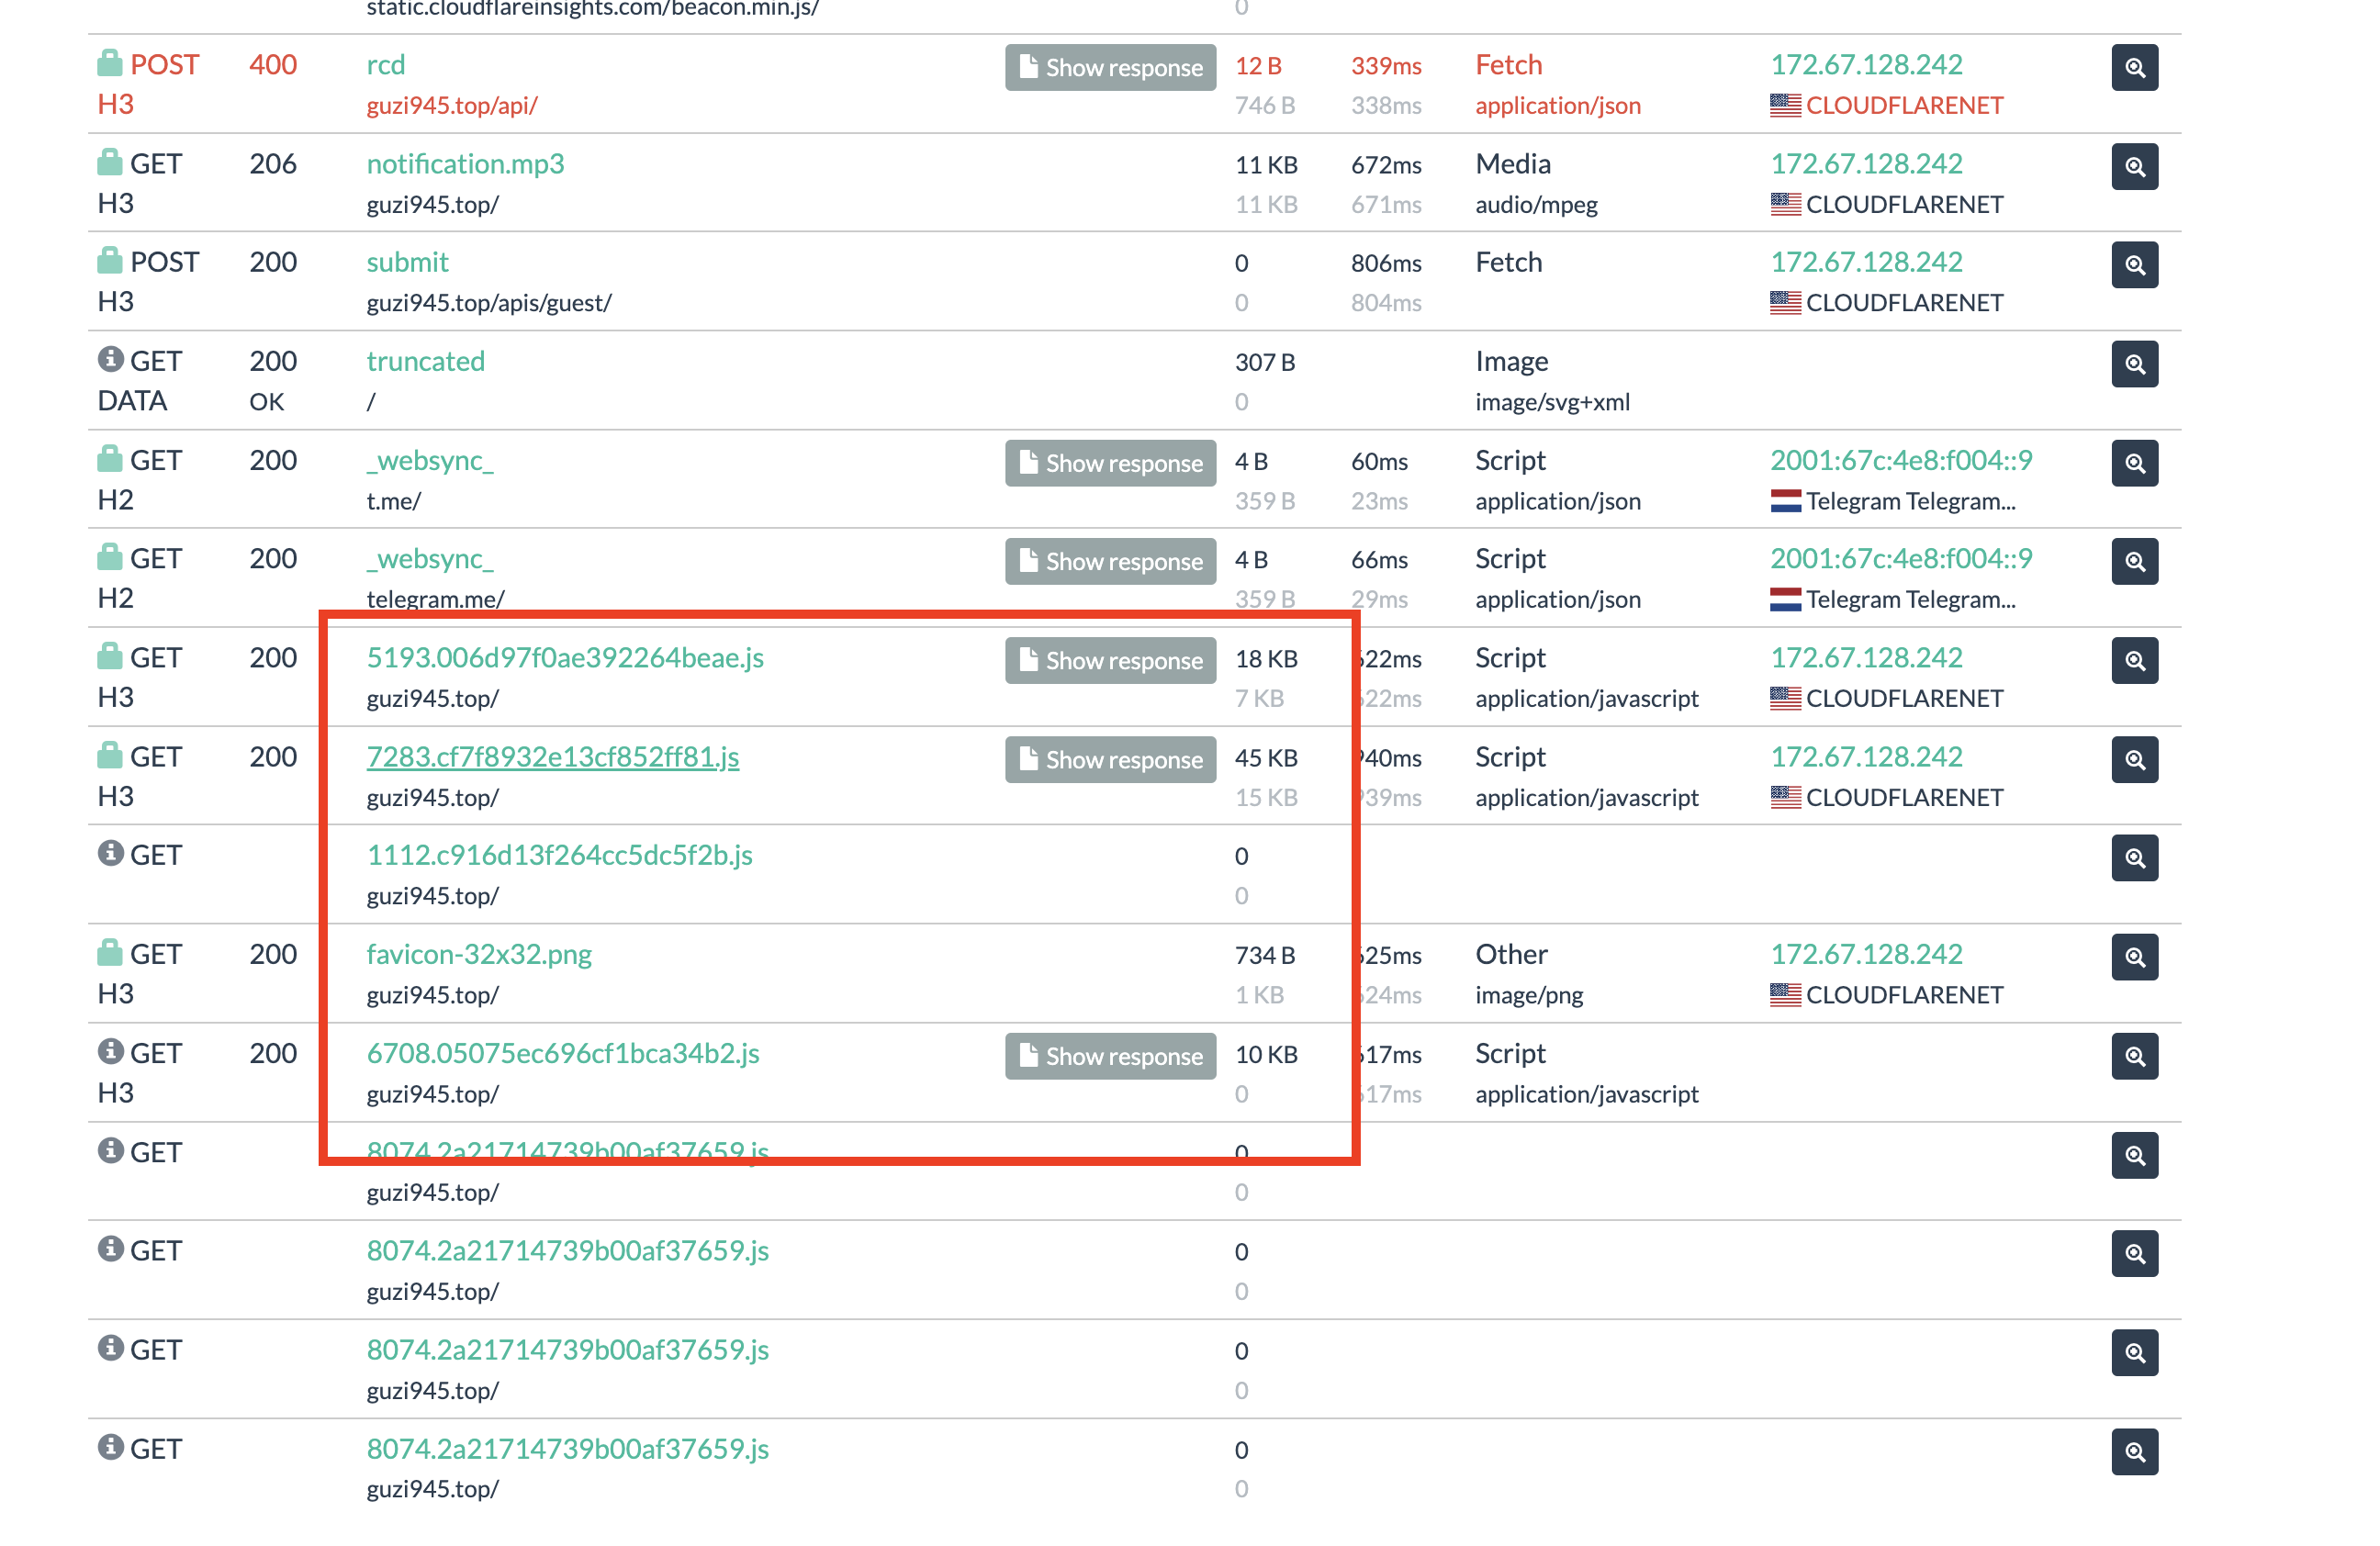 static.cloudflareinsights.com/beacon.min.js/ 0
POST 400 rcd Show response 12 B 339ms Fetch 172.67.128.242
H3 guzi945.top/api/ 746 B 338ms application/json CLOUDFLARENET
GET 206 notification.mp3 11 KB 672ms Media 172.67.128.242
H3 guzi945.top/ 11 KB 671ms audio/mpeg CLOUDFLARENET
POST 200 submit 0 806ms Fetch 172.67.128.242
H3 guzi945.top/apis/guest/ 0 804ms CLOUDFLARENET
GET 200 truncated 307 B Image
DATA OK / 0 image/svg+xml
GET 200 _websync_ Show response 4 B 60ms Script 2001:67c:4e8:f004::9
H2 t.me/ 359 B 23ms application/json Telegram Telegram...
GET 200 _websync_ Show response 4 B 66ms Script 2001:67c:4e8:f004::9
H2 telegram.me/ 359 B 29ms application/json Telegram Telegram...
GET 200 5193.006d97f0ae392264beae.js Show response 18 KB 22ms Script 172.67.128.242
H3 guzi945.top/ 7 KB 22ms application/javascript CLOUDFLARENET
GET 200 7283.cf7f8932e13cf852ff81.js Show response 45 KB 40ms Script 172.67.128.242
H3 guzi945.top/ 15 KB 39ms application/javascript CLOUDFLARENET
GET 1112.c916d13f264cc5dc5f2b.js 0
guzi945.top/ 0
GET 200 favicon-32x32.png 734 B 25ms Other 172.67.128.242
H3 guzi945.top/ 1 KB 24ms image/png CLOUDFLARENET
GET 200 6708.05075ec696cf1bca34b2.js Show response 10 KB 17ms Script
H3 guzi945.top/ 0 17ms application/javascript
GET 8074.2a21714739b00af37659.js 0
guzi945.top/ 0
GET 8074.2a21714739b00af37659.js 0
guzi945.top/ 0
GET 8074.2a21714739b00af37659.js 0
guzi945.top/ 0
GET 8074.2a21714739b00af37659.js 0
guzi945.top/ 0